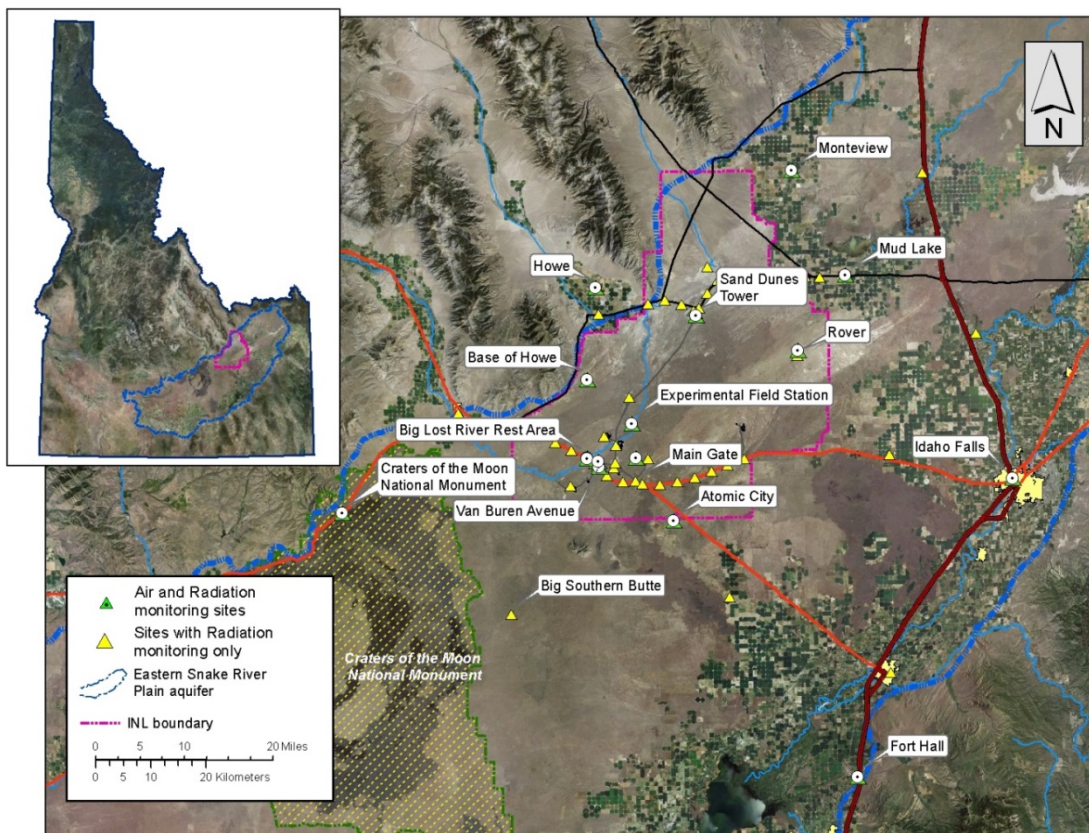 N
Monteview
Mud Lake
Howe
Sand Dunes
Tower
Rover
Base of Howe
Experimental Field Station
Big Lost River Rest Area
Main Gate
Idaho Falls
Craters of the Moon
National Monument
Van Buren Avenue
Atomic City
Big Southern Butte
Craters of the Moon
National Monument
Fort Hall
Air and Radiation
monitoring sites
Sites with Radiation
monitoring only
Eastern Snake River
Plain aquifer
INL boundary
0 5 10 20 Miles
0 5 10 20 Kilometers